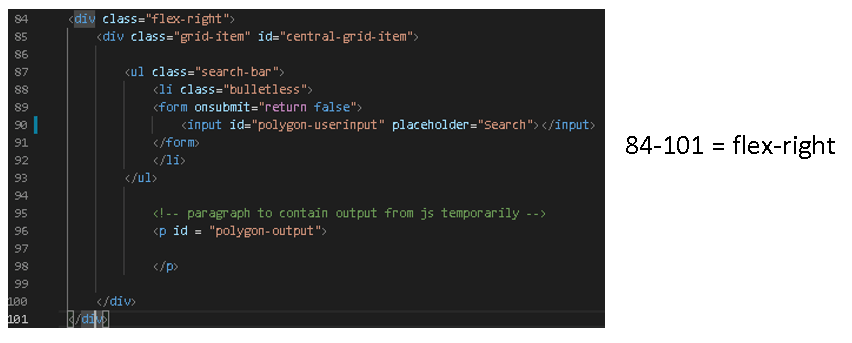 84 <div class="flex-right">
85 <div class="grid-item" id="central-grid-item">
86
87 <ul class="search-bar">
88 <li class="bulletless">
89 <form onsubmit="return false">
90 <input id="polygon-userinput" placeholder="Search"></input>
91 </form>
92 </li>
93 </ul>
94
95 <!-- paragraph to contain output from js temporarily -->
96 <p id = "polygon-output">
97
98 </p>
99
100 </div>
101 </div>
84-101 = flex-right